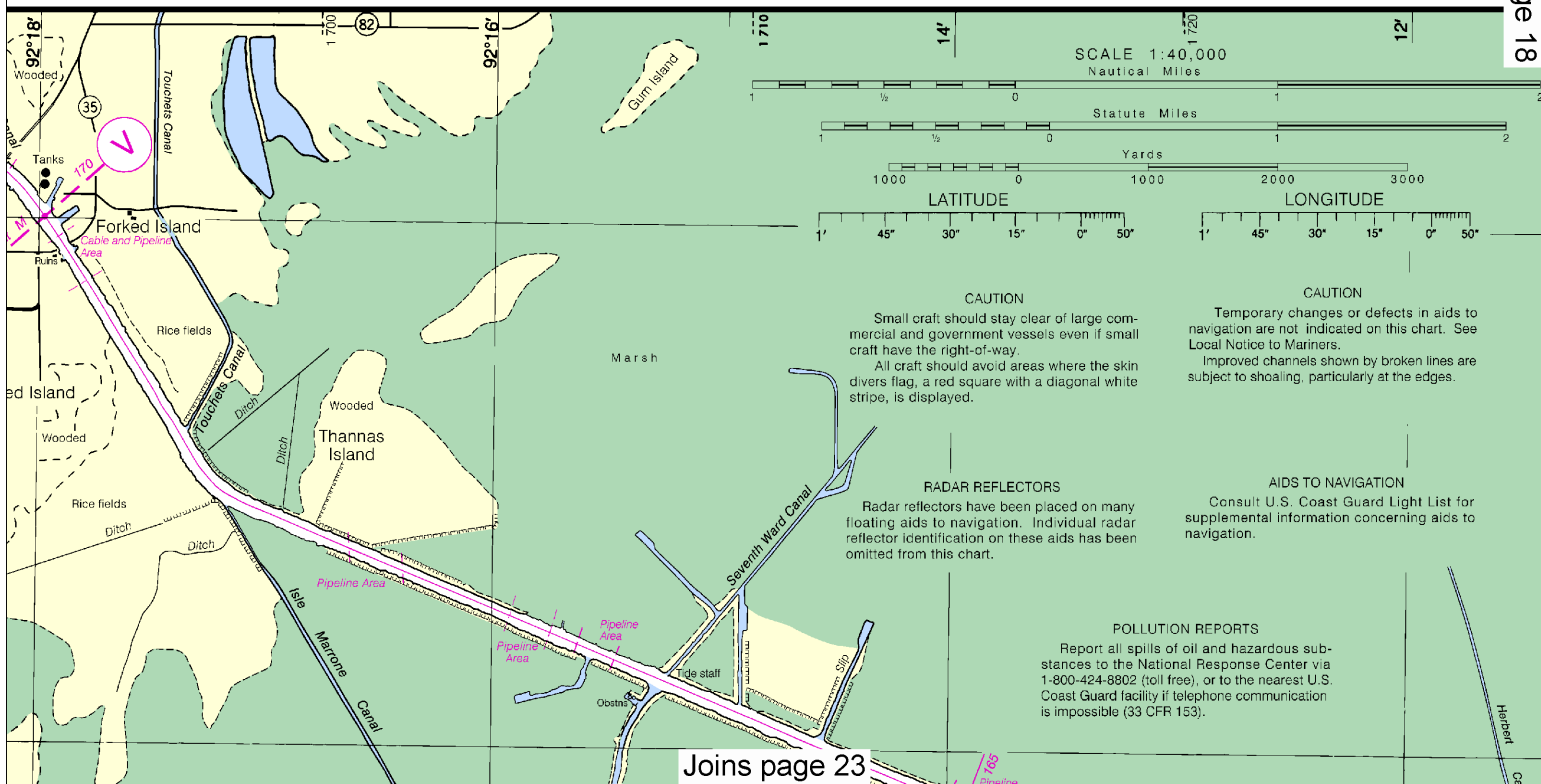 ge 18
92°18'
1 700
82
92°16'
1 710
14'
1 720
12'
SCALE 1:40,000
Nautical Miles
1 ½ 0 1 2
Statute Miles
1 ½ 0 1 2
Yards
1000 0 1000 2000 3000
LATITUDE
1' 45" 30" 15" 0" 50"
LONGITUDE
1' 45" 30" 15" 0" 50"
Wooded
35
Touchets Canal
Gum Island
anal
Tanks
170
V
M
Forked Island
Cable and Pipeline
Area
Ruins
Rice fields
Touchets Canal
Ditch
Ditch
Marsh
ed Island
Wooded
Wooded
Thannas
Island
Rice fields
Ditch
Ditch
Isle
Marrone
Canal
Pipeline Area
Pipeline
Area
Pipeline
Area
Seventh Ward Canal
Tide staff
Obstns
Slip
CAUTION
Small craft should stay clear of large com-
mercial and government vessels even if small
craft have the right-of-way.
All craft should avoid areas where the skin
divers flag, a red square with a diagonal white
stripe, is displayed.
CAUTION
Temporary changes or defects in aids to
navigation are not indicated on this chart. See
Local Notice to Mariners.
Improved channels shown by broken lines are
subject to shoaling, particularly at the edges.
RADAR REFLECTORS
Radar reflectors have been placed on many
floating aids to navigation. Individual radar
reflector identification on these aids has been
omitted from this chart.
AIDS TO NAVIGATION
Consult U.S. Coast Guard Light List for
supplemental information concerning aids to
navigation.
POLLUTION REPORTS
Report all spills of oil and hazardous sub-
stances to the National Response Center via
1-800-424-8802 (toll free), or to the nearest U.S.
Coast Guard facility if telephone communication
is impossible (33 CFR 153).
Herbert
Joins page 23
165
Pipeline